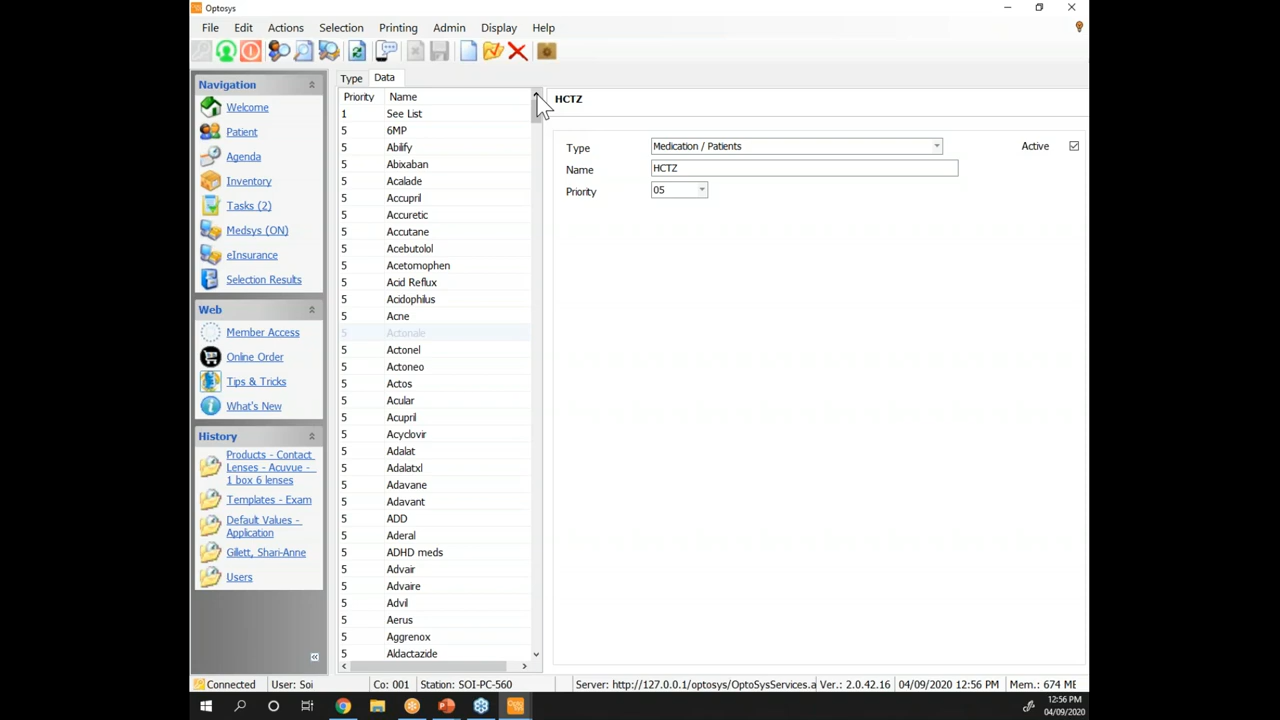 Optosys
File Edit Actions Selection Printing Admin Display Help
Navigation
Welcome
Patient
Agenda
Inventory
Tasks (2)
Medsys (ON)
eInsurance
Selection Results
Web
Member Access
Online Order
Tips & Tricks
What's New
History
Products - Contact
Lenses - Acuvue -
1 box 6 lenses
Templates - Exam
Default Values -
Application
Gillett, Shari-Anne
Users
Type Data
Priority Name
1 See List
5 6MP
5 Abilify
5 Abixaban
5 Acalade
5 Accupril
5 Accuretic
5 Accutane
5 Acebutolol
5 Acetomophen
5 Acid Reflux
5 Acidophilus
5 Acne
5 Actonale
5 Actonel
5 Actoneo
5 Actos
5 Acular
5 Acupril
5 Acyclovir
5 Adalat
5 Adalatxl
5 Adavane
5 Adavant
5 ADD
5 Aderal
5 ADHD meds
5 Advair
5 Advaire
5 Advil
5 Aerus
5 Aggrenox
5 Aldactazide
HCTZ
Type Medication / Patients Active
Name HCTZ
Priority 05
Connected User: Soi Co: 001 Station: SOI-PC-560 Server: http://127.0.0.1/optosys/OptoSysServices.a Ver.: 2.0.42.16 04/09/2020 12:56 PM Mem.: 674 ME
12:56 PM
04/09/2020